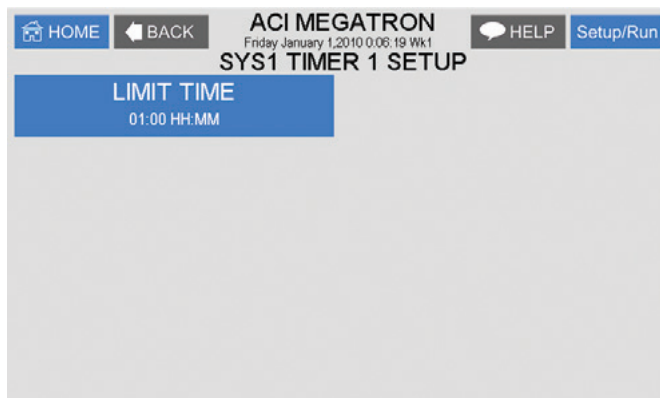 HOME
BACK
ACI MEGATRON
HELP
Setup/Run
Friday January 1,2010 0:06:19 Wk1
SYS1 TIMER 1 SETUP
LIMIT TIME
01:00 HH:MM